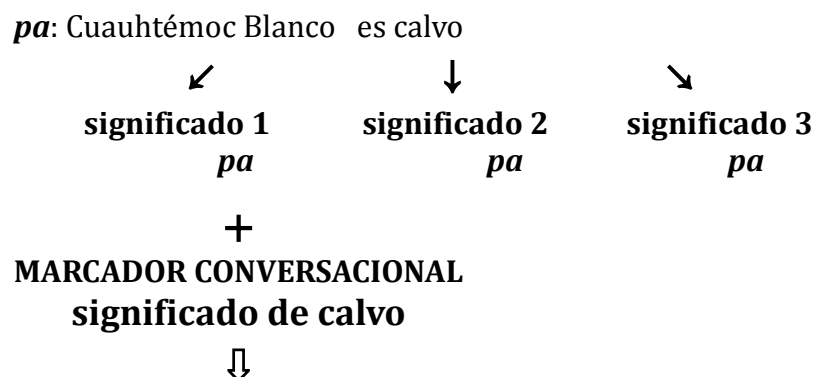 pa: Cuauhtémoc Blanco es calvo
↙ ↓ ↘
significado 1 significado 2 significado 3
pa pa pa
+
MARCADOR CONVERSACIONAL
significado de calvo
⇩